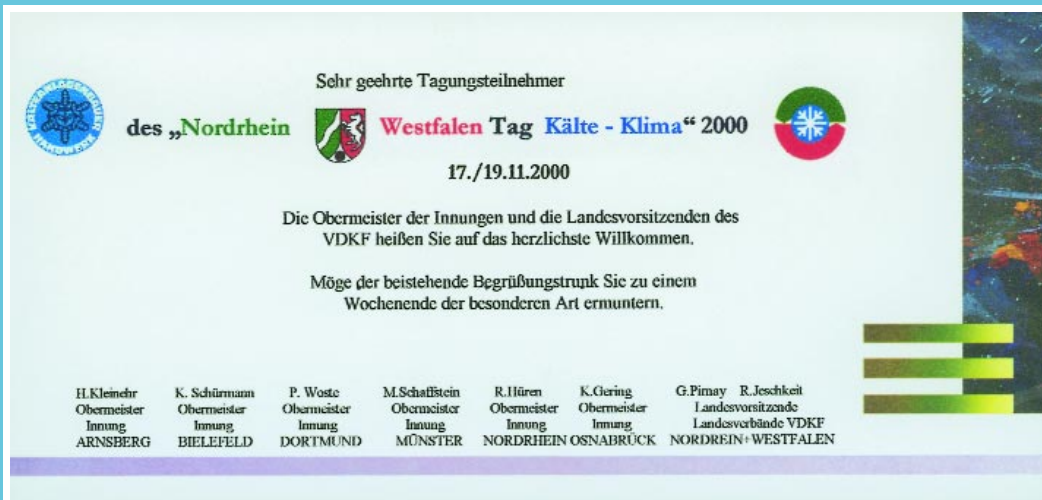 Sehr geehrte Tagungsteilnehmer
des „Nordrhein Westfalen Tag Kälte - Klima“ 2000
17./19.11.2000
Die Obermeister der Innungen und die Landesvorsitzenden des
VDKF heißen Sie auf das herzlichste Willkommen.
Möge der beistehende Begrüßungstrunk Sie zu einem
Wochenende der besonderen Art ermuntern.
H.Kleinehr
Obermeister
Innung
ARNSBERG
K. Schürmann
Obermeister
Innung
BIELEFELD
P. Woste
Obermeister
Innung
DORTMUND
M.Schaffstein
Obermeister
Innung
MÜNSTER
R.Hüren
Obermeister
Innung
NORDRHEIN
K.Gering
Obermeister
Innung
OSNABRÜCK
G.Pirnay R.Jeschkeit
Landesvorsitzende
Landesverbände VDKF
NORDREIN+WESTFALEN